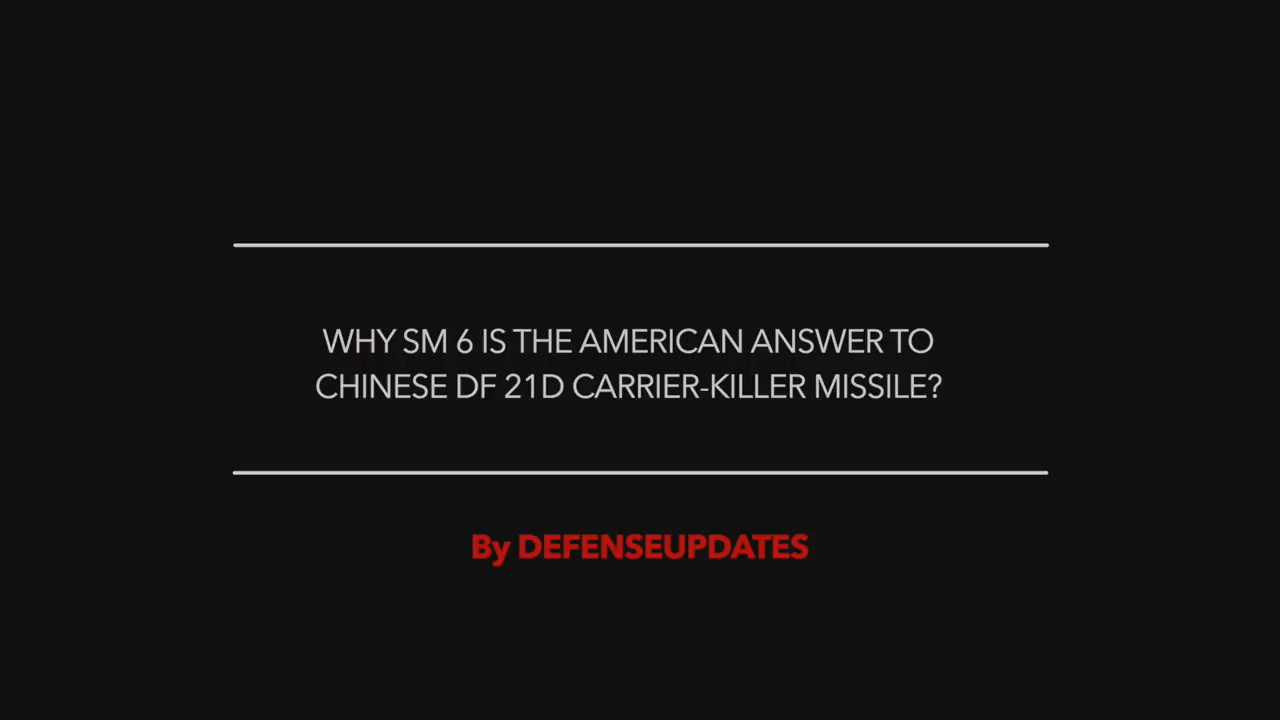 WHY SM 6 IS THE AMERICAN ANSWER TO
CHINESE DF 21D CARRIER-KILLER MISSILE?
By DEFENSEUPDATES